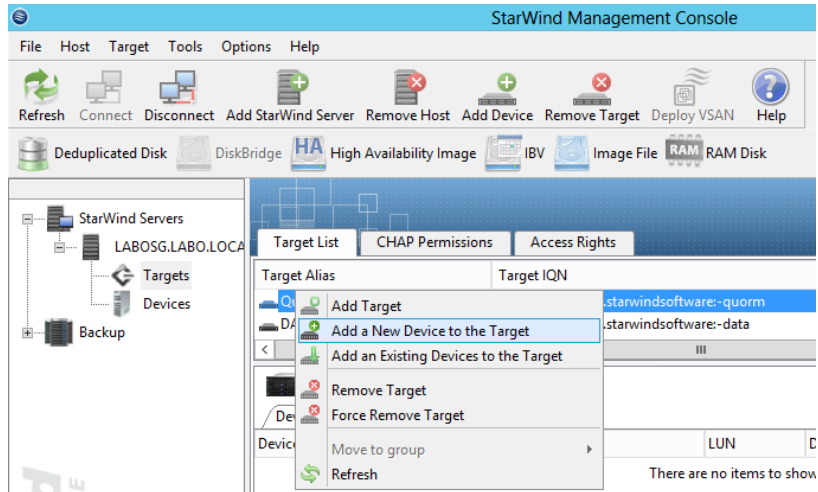 StarWind Management Console
File Host Target Tools Options Help
Refresh Connect Disconnect Add StarWind Server Remove Host Add Device Remove Target Deploy VSAN Help
Deduplicated Disk DiskBridge HA High Availability Image IBV Image File RAM RAM Disk
StarWind Servers
LABOSG.LABO.LOCA
Targets
Devices
Backup
Target List CHAP Permissions Access Rights
Target Alias Target IQN
.starwindsoftware:-quorm
.starwindsoftware:-data
Add Target
Add a New Device to the Target
Add an Existing Devices to the Target
Remove Target
Force Remove Target
Move to group
Refresh
LUN
There are no items to show